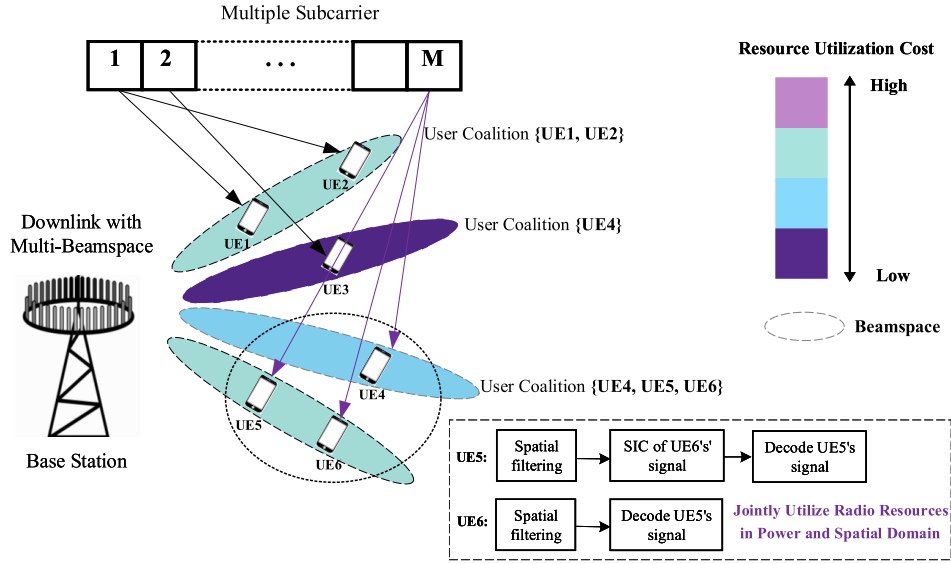 Multiple Subcarrier
1 2 ... M
Resource Utilization Cost
High
Low
Beamspace
User Coalition {UE1, UE2}
UE2
UE1
User Coalition {UE4}
UE3
Downlink with
Multi-Beamspace
Base Station
UE4
User Coalition {UE4, UE5, UE6}
UE5
UE6
UE5:
Spatial
filtering
SIC of UE6's'
signal
Decode UE5's
signal
UE6:
Spatial
filtering
Decode UE5's
signal
Jointly Utilize Radio Resources
in Power and Spatial Domain